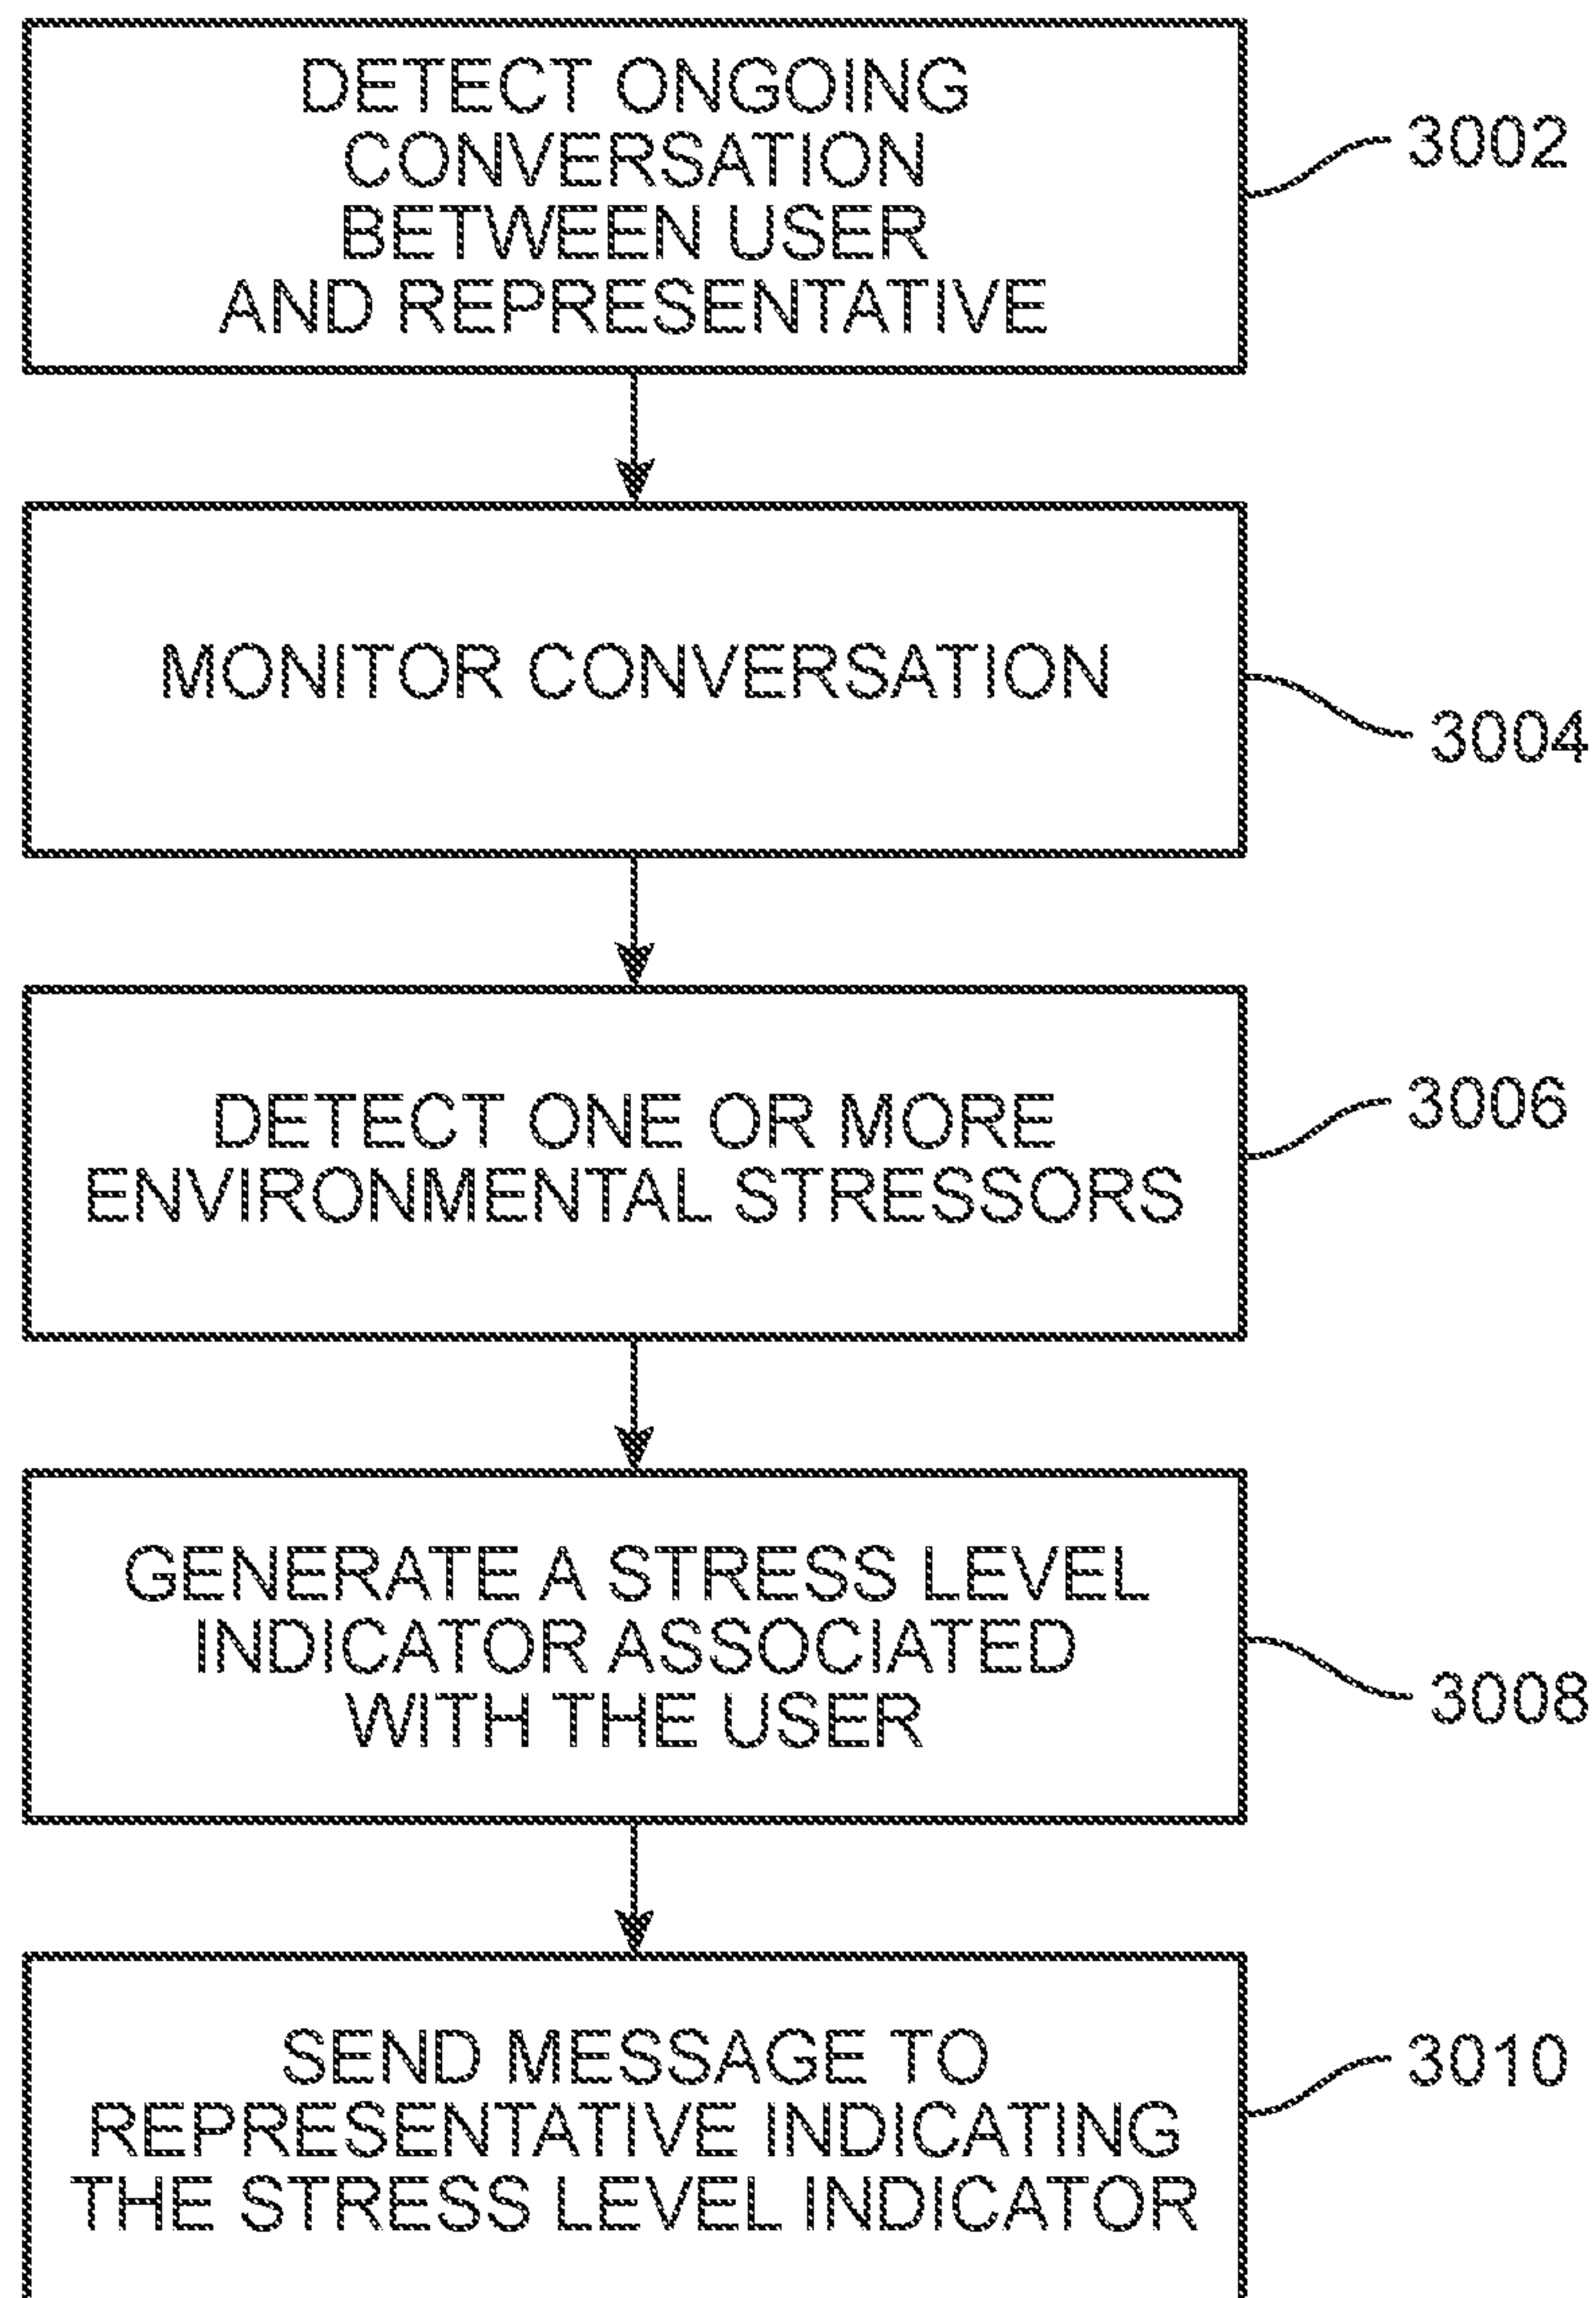 DETECT ONGOING
CONVERSATION
BETWEEN USER
AND REPRESENTATIVE
3002
MONITOR CONVERSATION
3004
DETECT ONE OR MORE
ENVIRONMENTAL STRESSORS
3006
GENERATE A STRESS LEVEL
INDICATOR ASSOCIATED
WITH THE USER
3008
SEND MESSAGE TO
REPRESENTATIVE INDICATING
THE STRESS LEVEL INDICATOR
3010